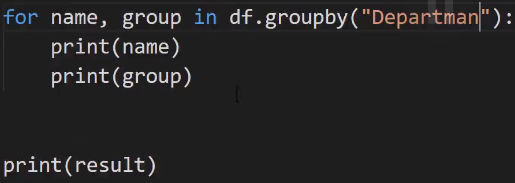 for name, group in df.groupby("Departman"):
    print(name)
    print(group)
print(result)